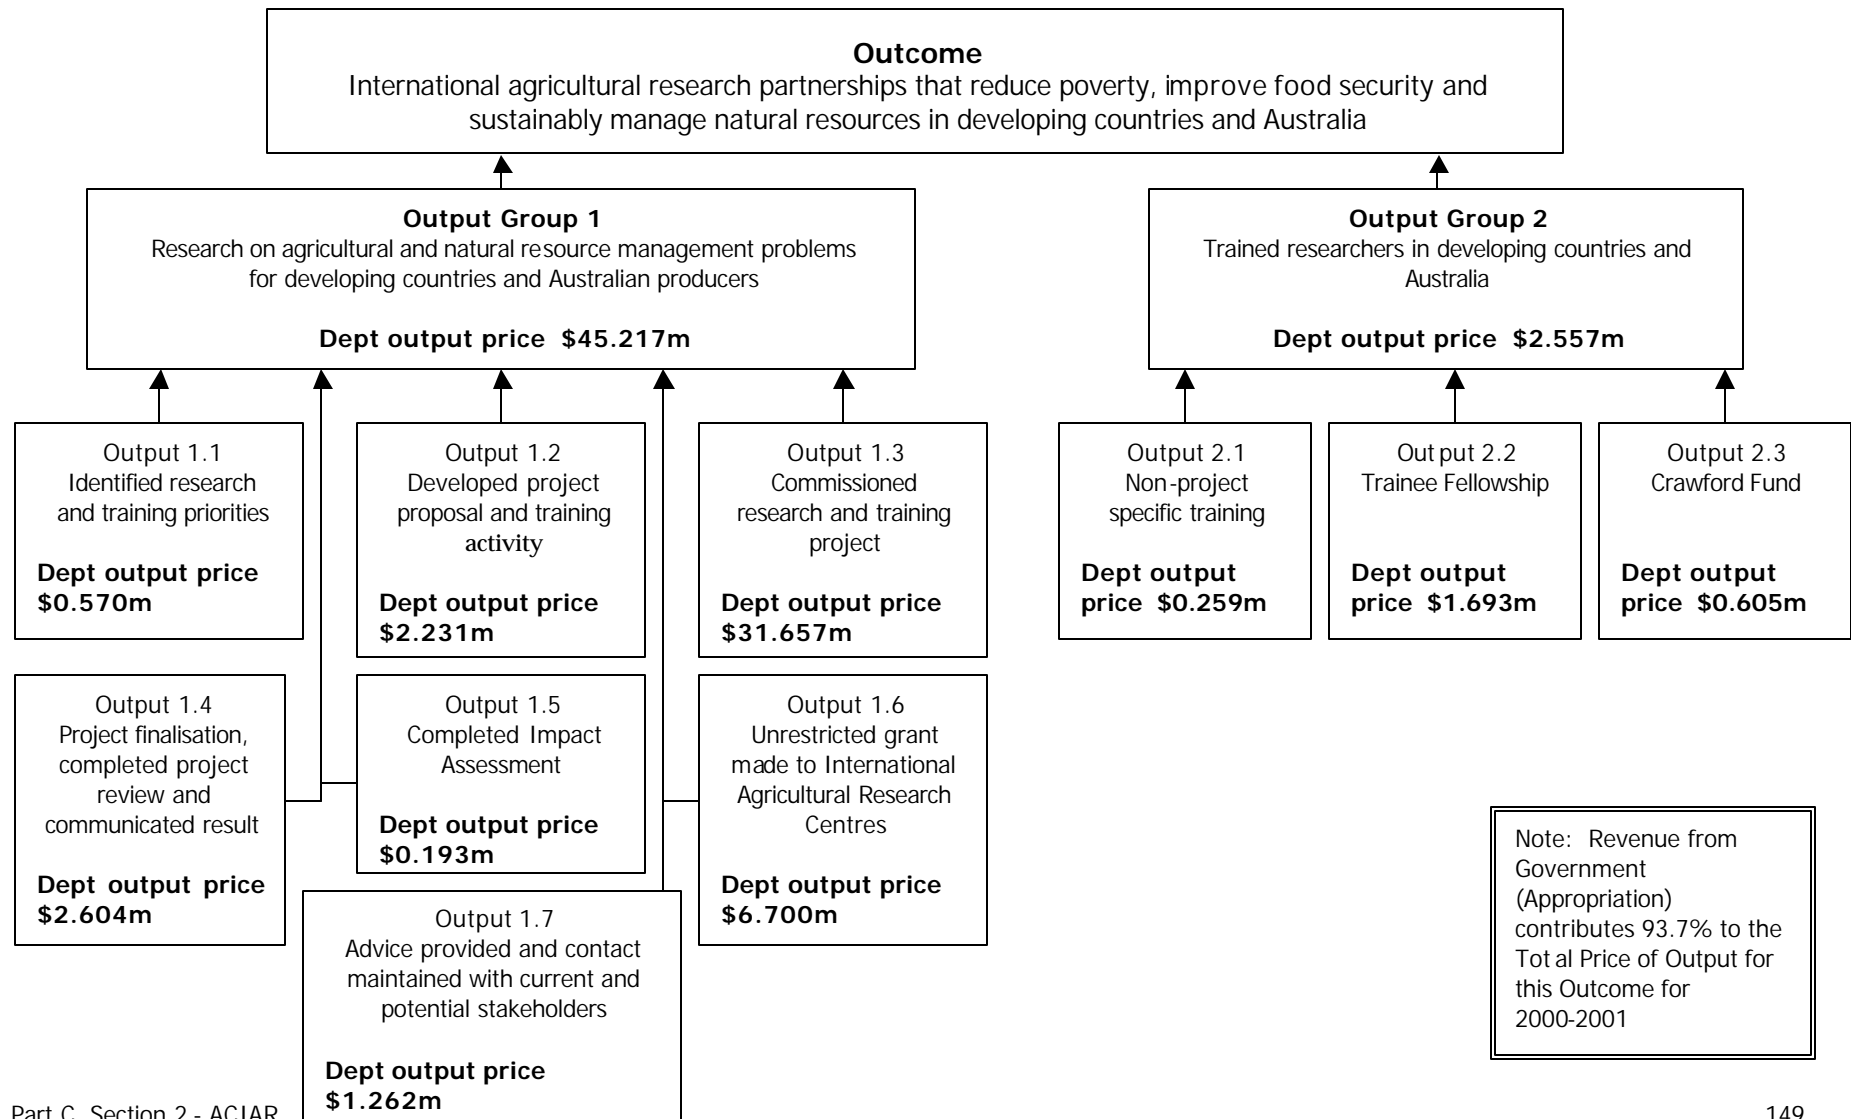 Outcome
International agricultural research partnerships that reduce poverty, improve food security and
sustainably manage natural resources in developing countries and Australia
Output Group 1
Research on agricultural and natural resource management problems
for developing countries and Australian producers
Dept output price $45.217m
Output Group 2
Trained researchers in developing countries and
Australia
Dept output price $2.557m
Output 1.1
Identified research
and training priorities
Dept output price
$0.570m
Output 1.2
Developed project
proposal and training
activity
Dept output price
$2.231m
Output 1.3
Commissioned
research and training
project
Dept output price
$31.657m
Output 2.1
Non-project
specific training
Dept output
price $0.259m
Output 2.2
Trainee Fellowship
Dept output
price $1.693m
Output 2.3
Crawford Fund
Dept output
price $0.605m
Output 1.4
Project finalisation,
completed project
review and
communicated result
Dept output price
$2.604m
Output 1.5
Completed Impact
Assessment
Dept output price
$0.193m
Output 1.6
Unrestricted grant
made to International
Agricultural Research
Centres
Dept output price
$6.700m
Output 1.7
Advice provided and contact
maintained with current and
potential stakeholders
Dept output price
$1.262m
Note: Revenue from
Government
(Appropriation)
contributes 93.7% to the
Total Price of Output for
this Outcome for
2000-2001
Part C, Section 2 - ACIAR
149